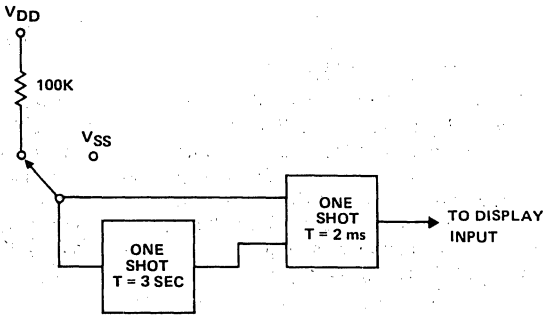 VDD
100K
VSS
ONE
SHOT
T = 2 ms
TO DISPLAY
INPUT
ONE
SHOT
T = 3 SEC